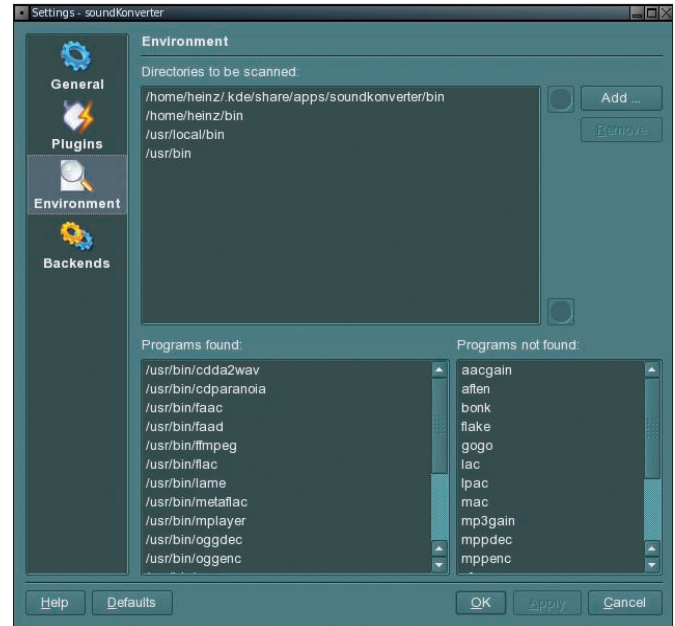 Settings - soundKonverter
General
Plugins
Environment
Backends
Environment
Directories to be scanned:
/home/heinz/.kde/share/apps/soundkonverter/bin
/home/heinz/bin
/usr/local/bin
/usr/bin
Add ...
Remove
Programs found:
/usr/bin/cdda2wav
/usr/bin/cdparanoia
/usr/bin/faac
/usr/bin/faad
/usr/bin/ffmpeg
/usr/bin/flac
/usr/bin/lame
/usr/bin/metaflac
/usr/bin/mplayer
/usr/bin/oggdec
/usr/bin/oggenc
Programs not found:
aacgain
aften
bonk
flake
gogo
lac
lpac
mac
mp3gain
mppdec
mppenc
Help
Defaults
OK
Apply
Cancel